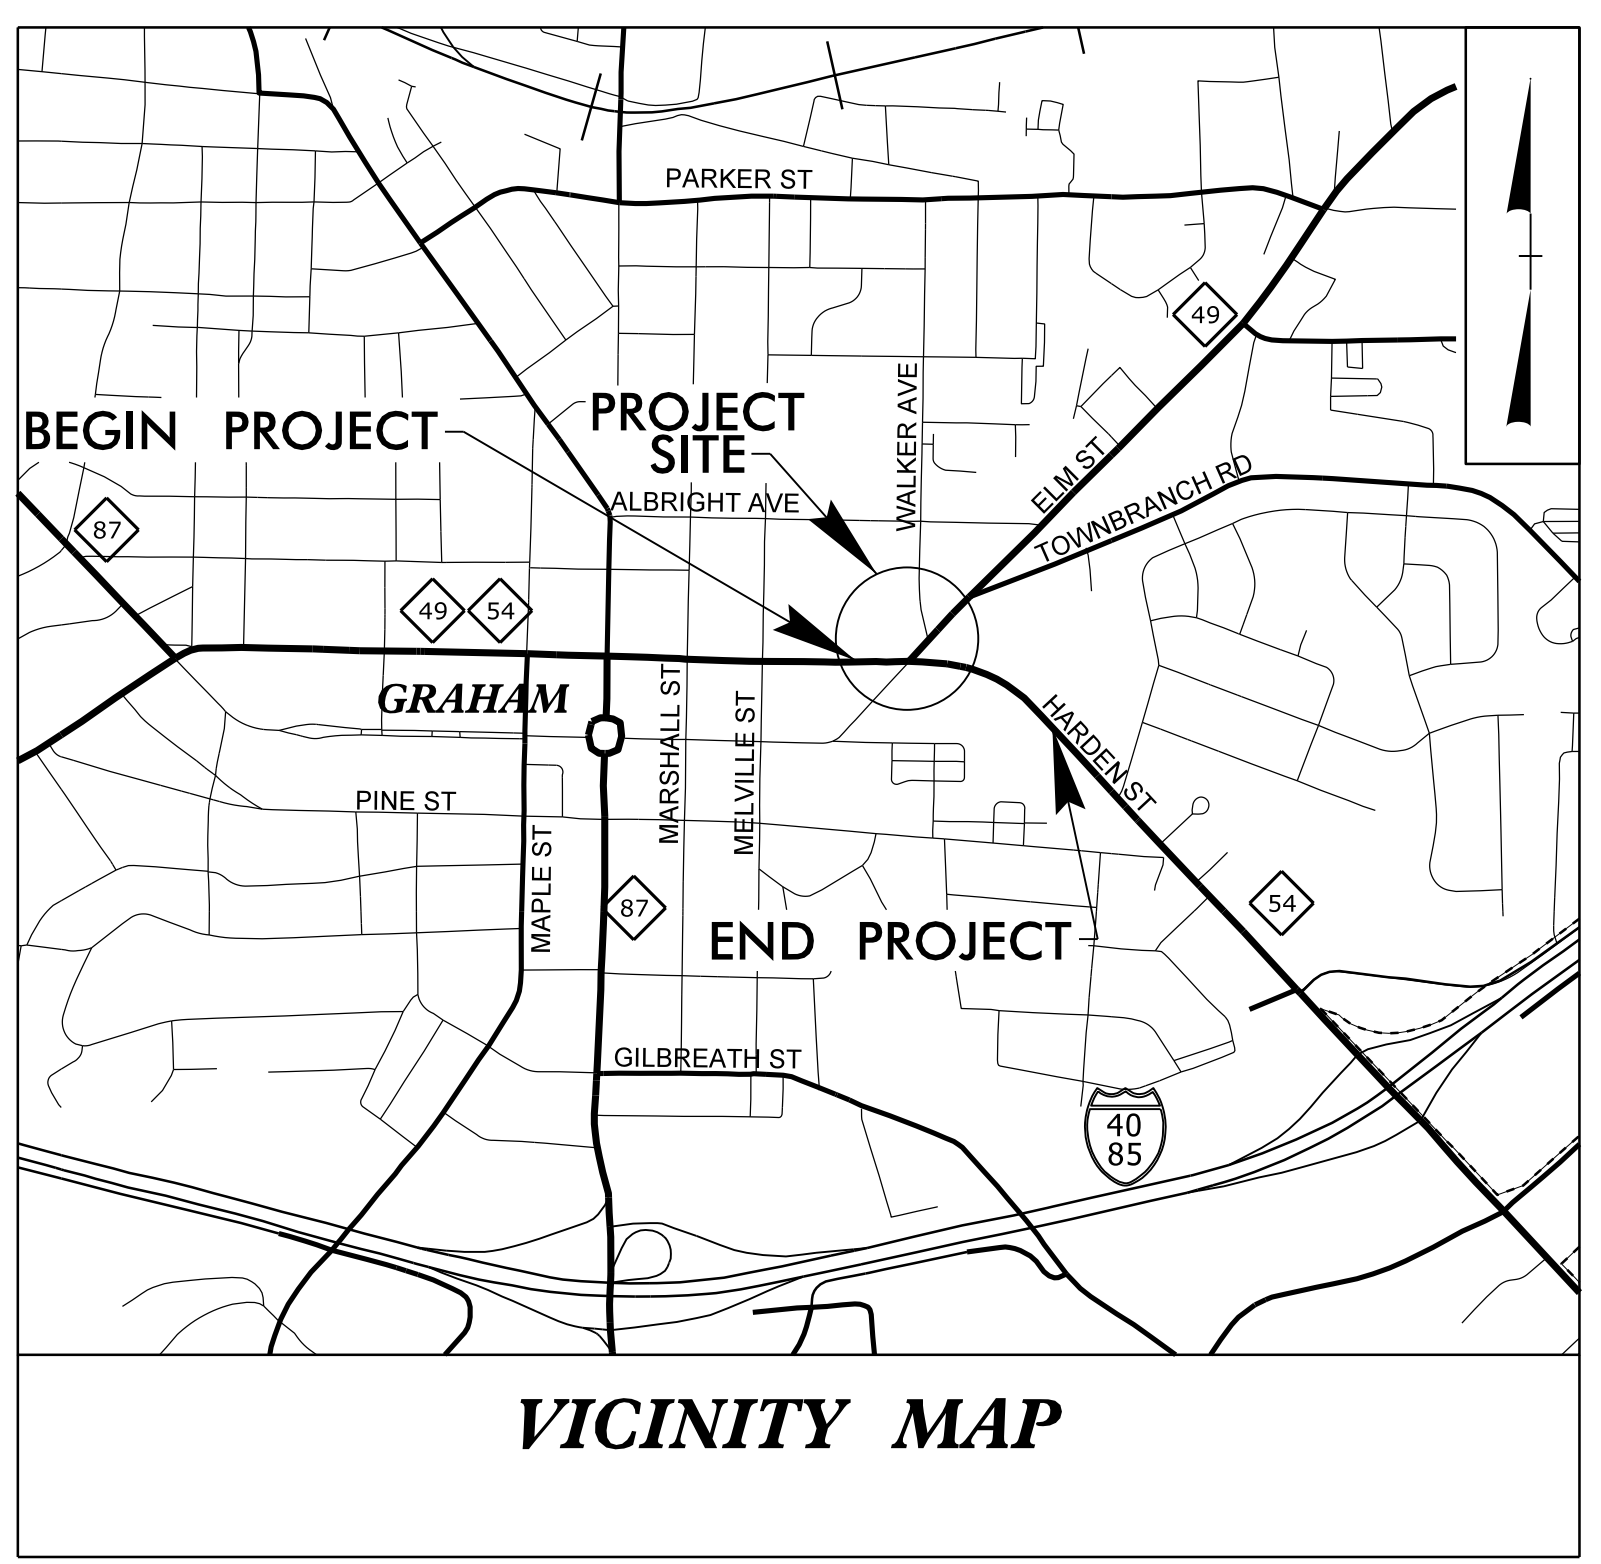 PARKER ST
49
BEGIN PROJECT
PROJECT
SITE
WALKER AVE
ELM ST
TOWNBRANCH RD
ALBRIGHT AVE
87
49
54
GRAHAM
MARSHALL ST
MELVILLE ST
HARDEN ST
PINE ST
MAPLE ST
87
54
END PROJECT
GILBREATH ST
40
85
VICINITY MAP